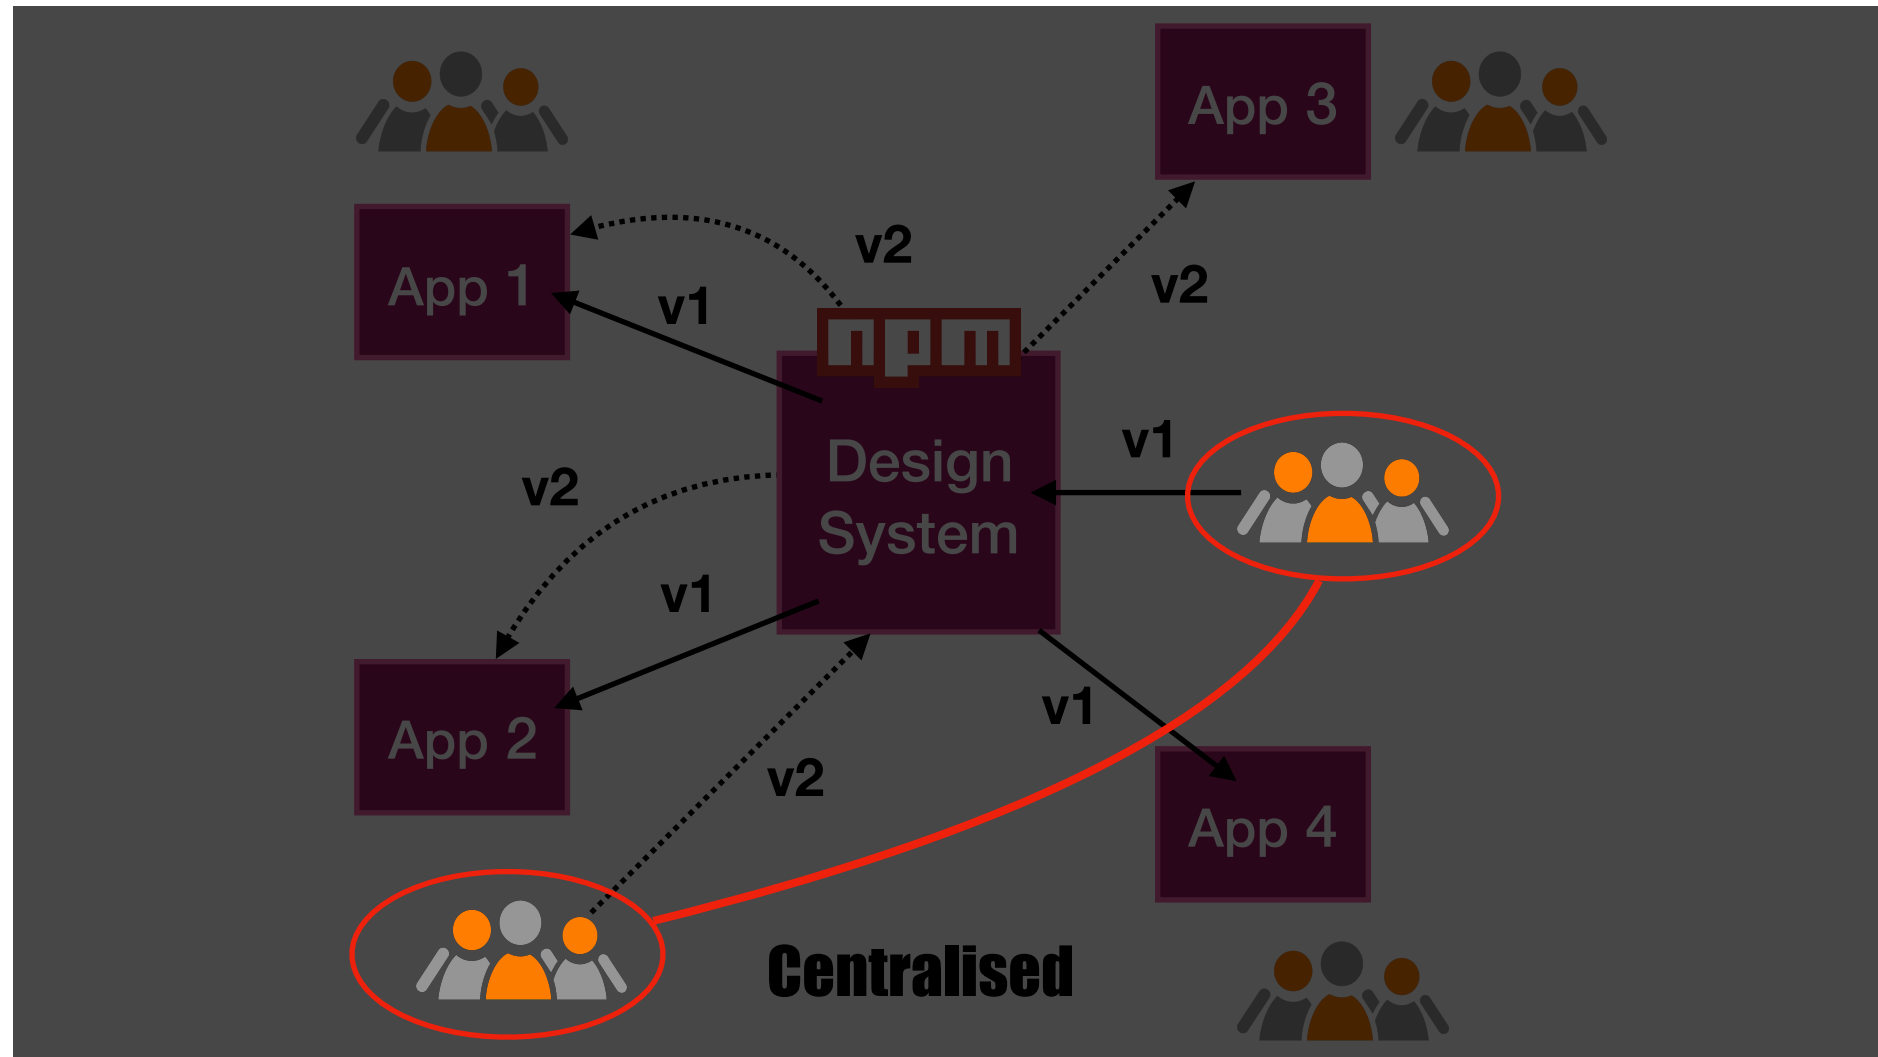 App 3
v2
v2
App 1
v1
npm
Design
System
v1
v2
v1
v1
App 2
v2
App 4
Centralised